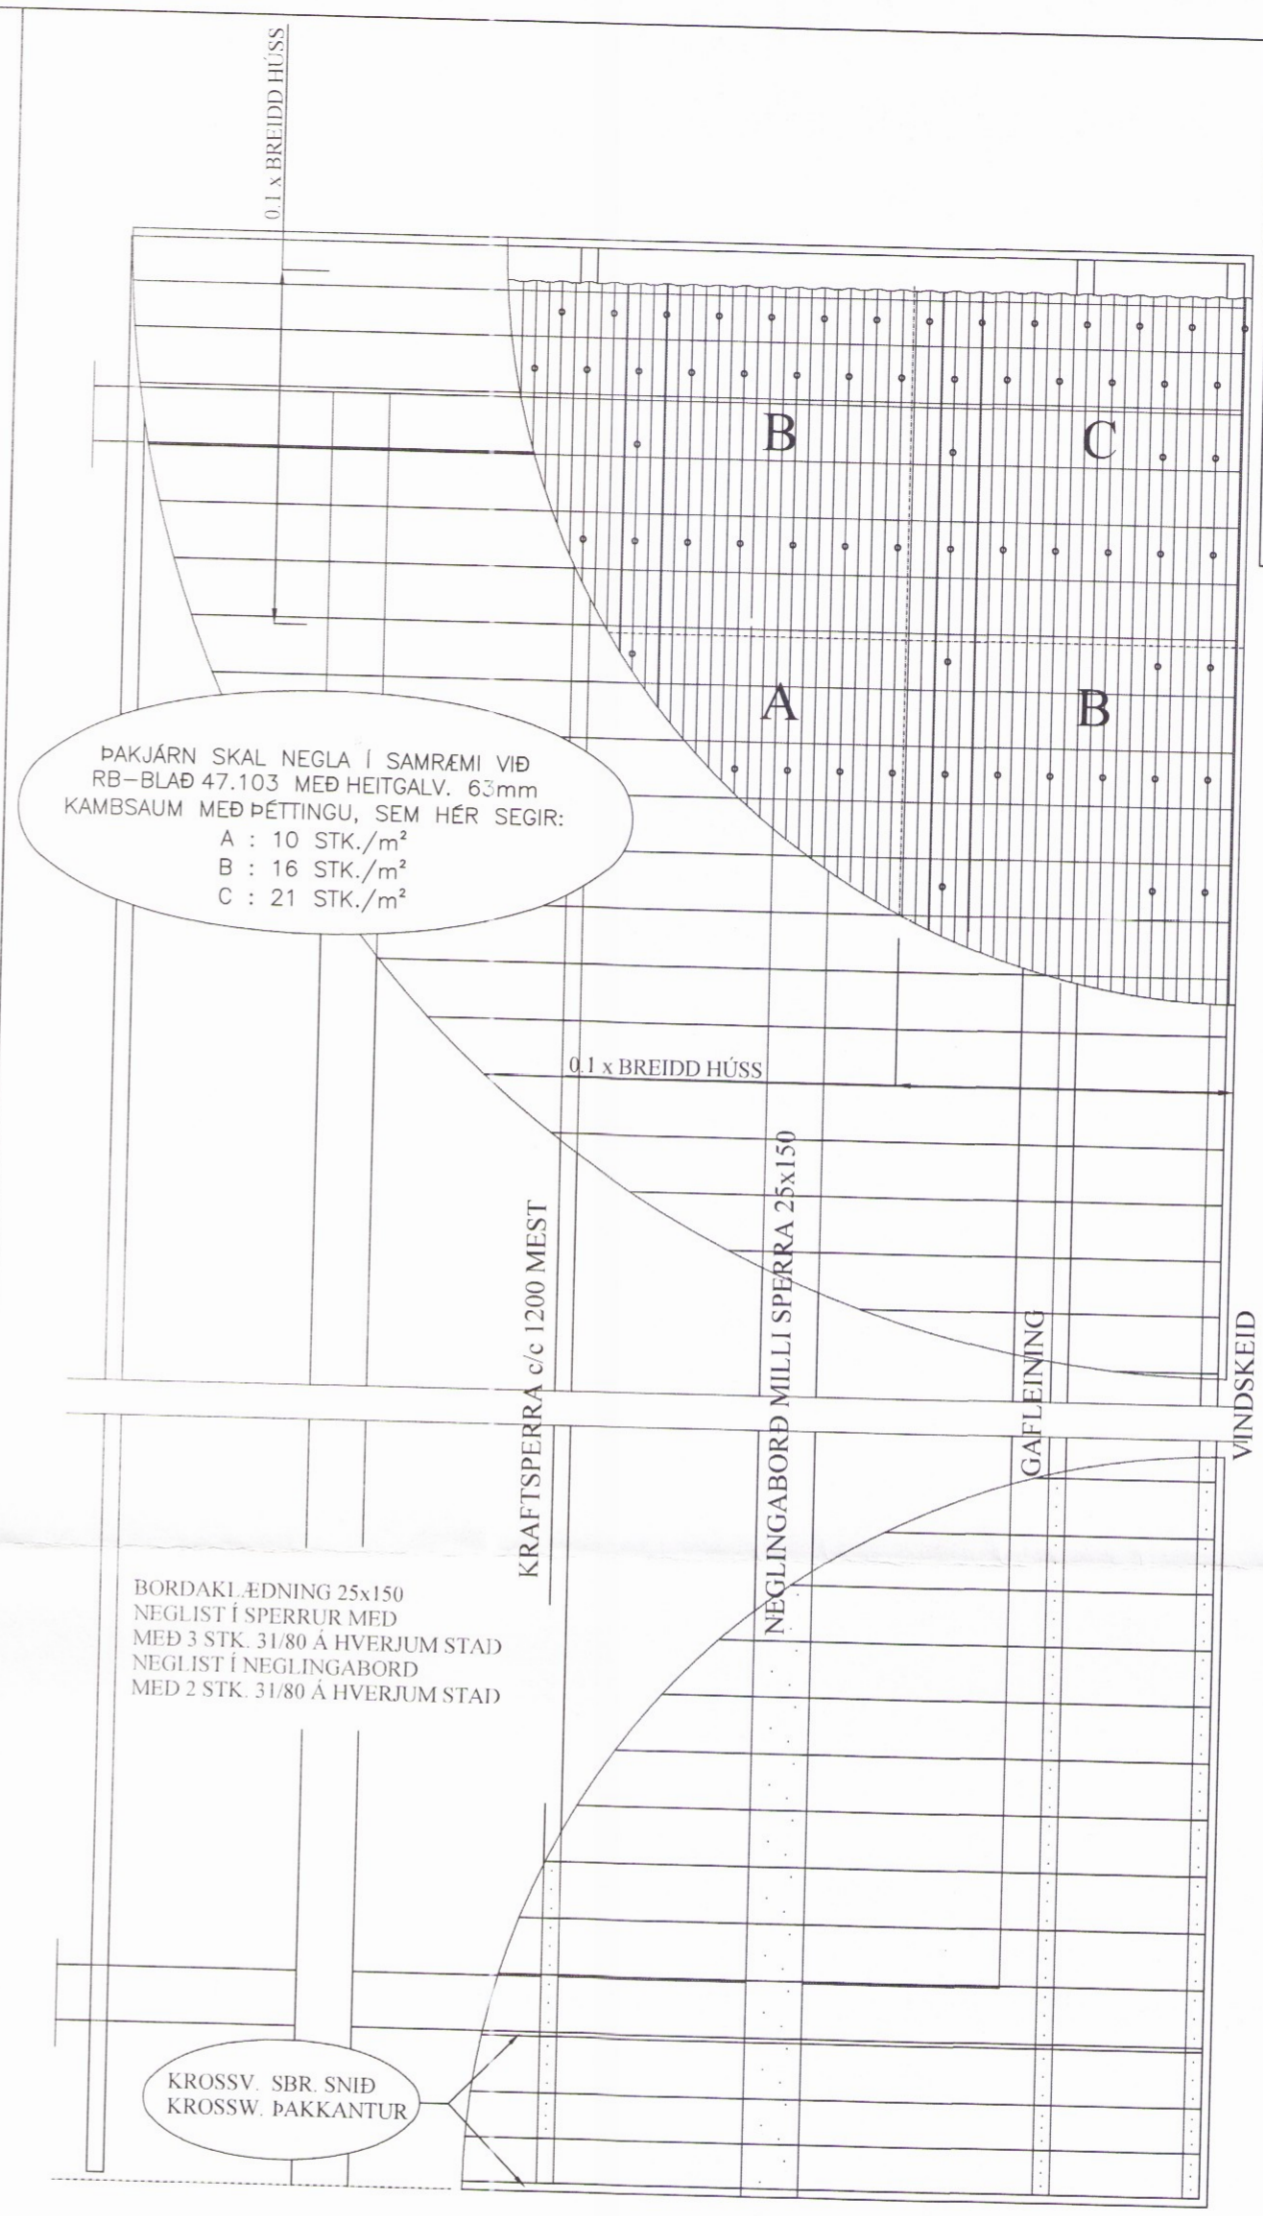 0.1 x BREIDD HÚSS
B
C
A
B
ÞAKJÁRN SKAL NEGLA Í SAMRÆMI VIÐ
RB-BLAÐ 47.103 MEÐ HEITGALV. 63mm
KAMBSAUM MEÐ ÞÉTTINGU, SEM HÉR SEGIR:
A : 10 STK./m²
B : 16 STK./m²
C : 21 STK./m²
0.1 x BREIDD HÚSS
KRAFTSPERRA c/c 1200 MEST
NEGLINGABORÐ MILLI SPERRA 25x150
GAFLEINING
VINDSKEID
BORDAKLÆDNING 25x150
NEGLIST Í SPERRUR MED
MEÐ 3 STK. 31/80 Á HVERJUM STAD
NEGLIST Í NEGLINGABORD
MED 2 STK. 31/80 Á HVERJUM STAD
KROSSV. SBR. SNIÐ
KROSSW. ÞAKKANTUR